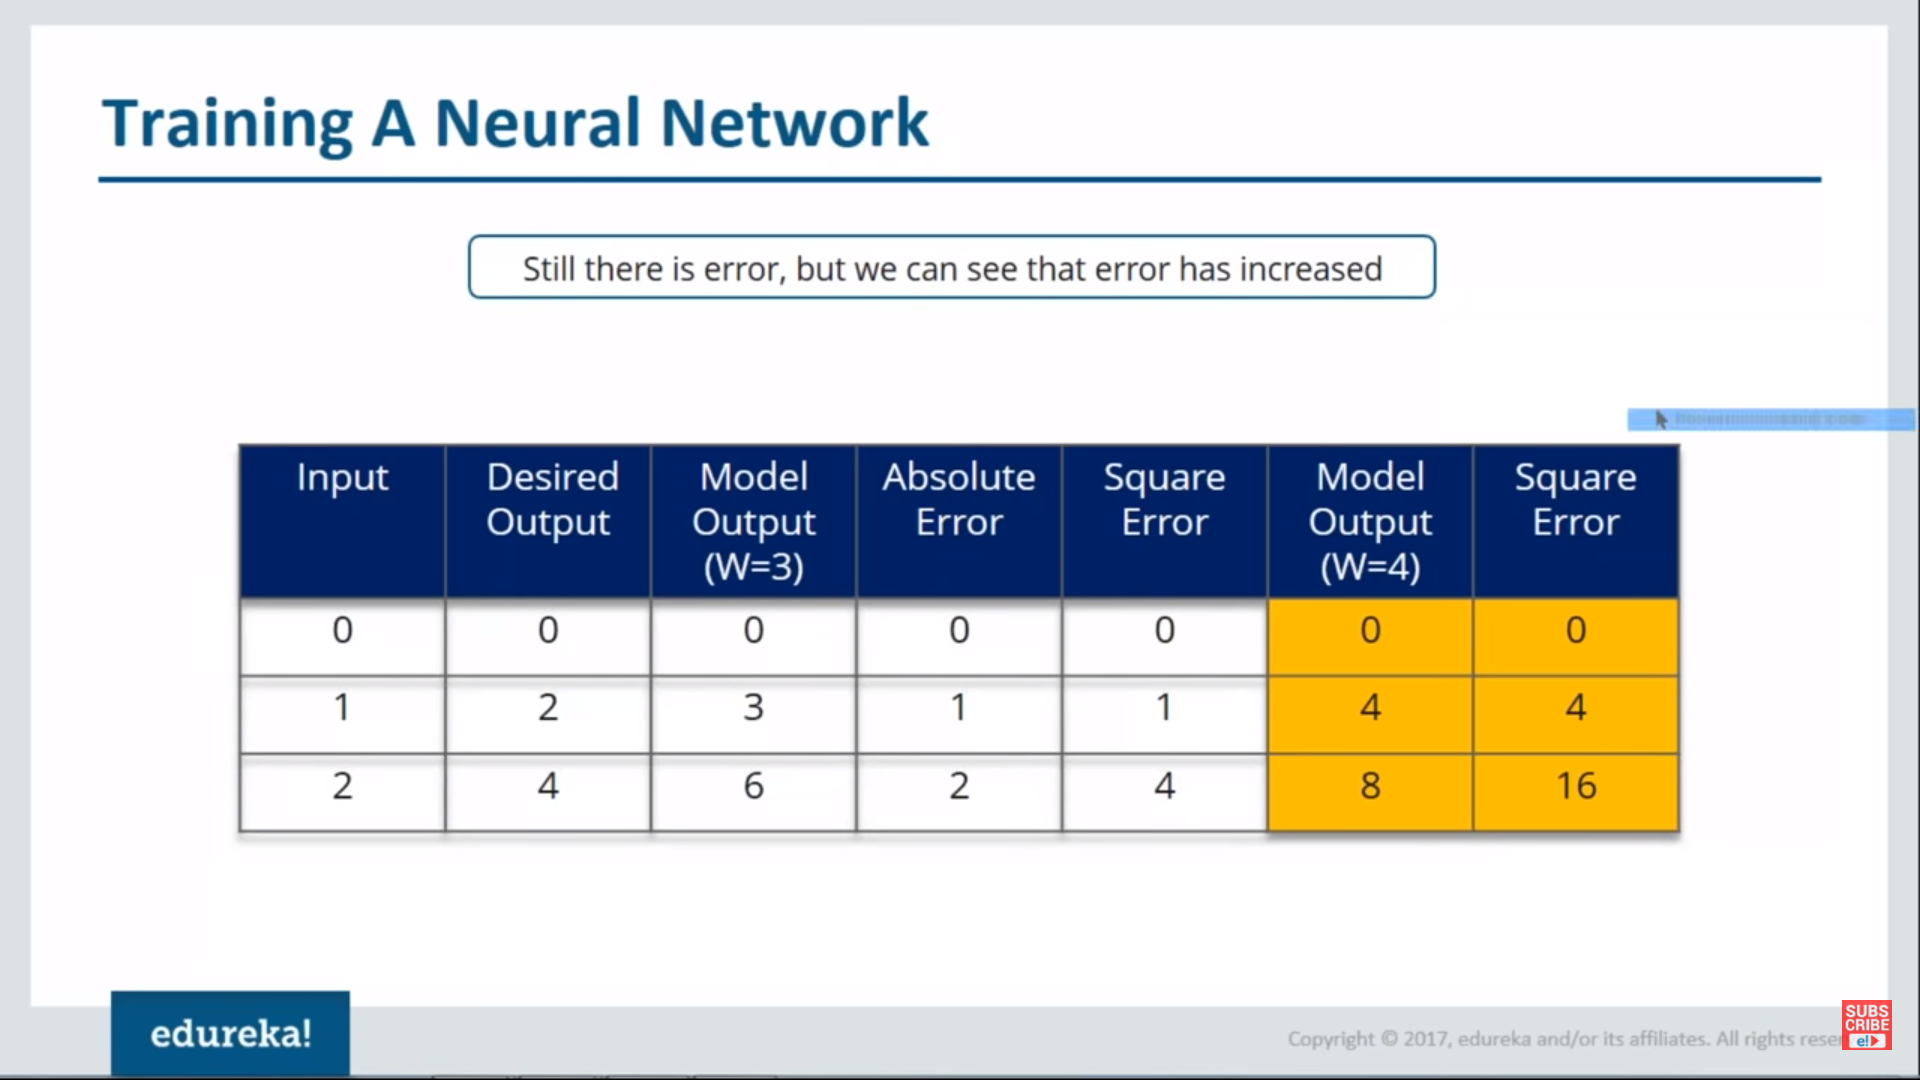 Training A Neural Network
Still there is error, but we can see that error has increased
Input Desired Output Model Output (W=3) Absolute Error Square Error Model Output (W=4) Square Error
0 0 0 0 0 0 0
1 2 3 1 1 4 4
2 4 6 2 4 8 16
edureka!
Copyright © 2017, edureka and/or its affiliates. All rights
SUBS
CRIBE
e!